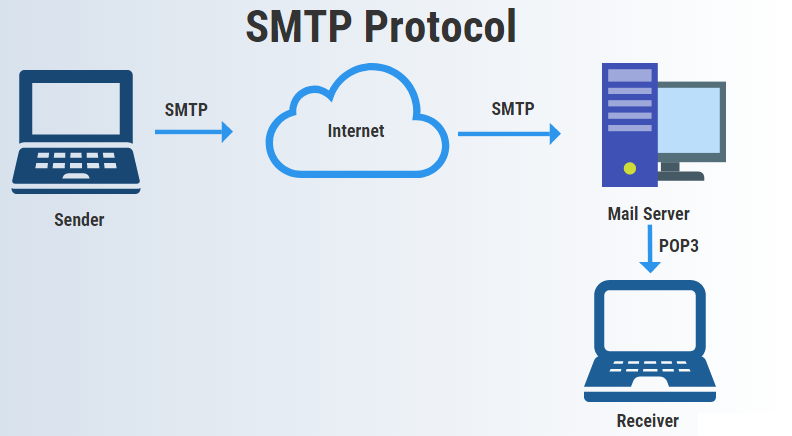 SMTP Protocol
SMTP
Internet
SMTP
Sender
Mail Server
POP3
Receiver